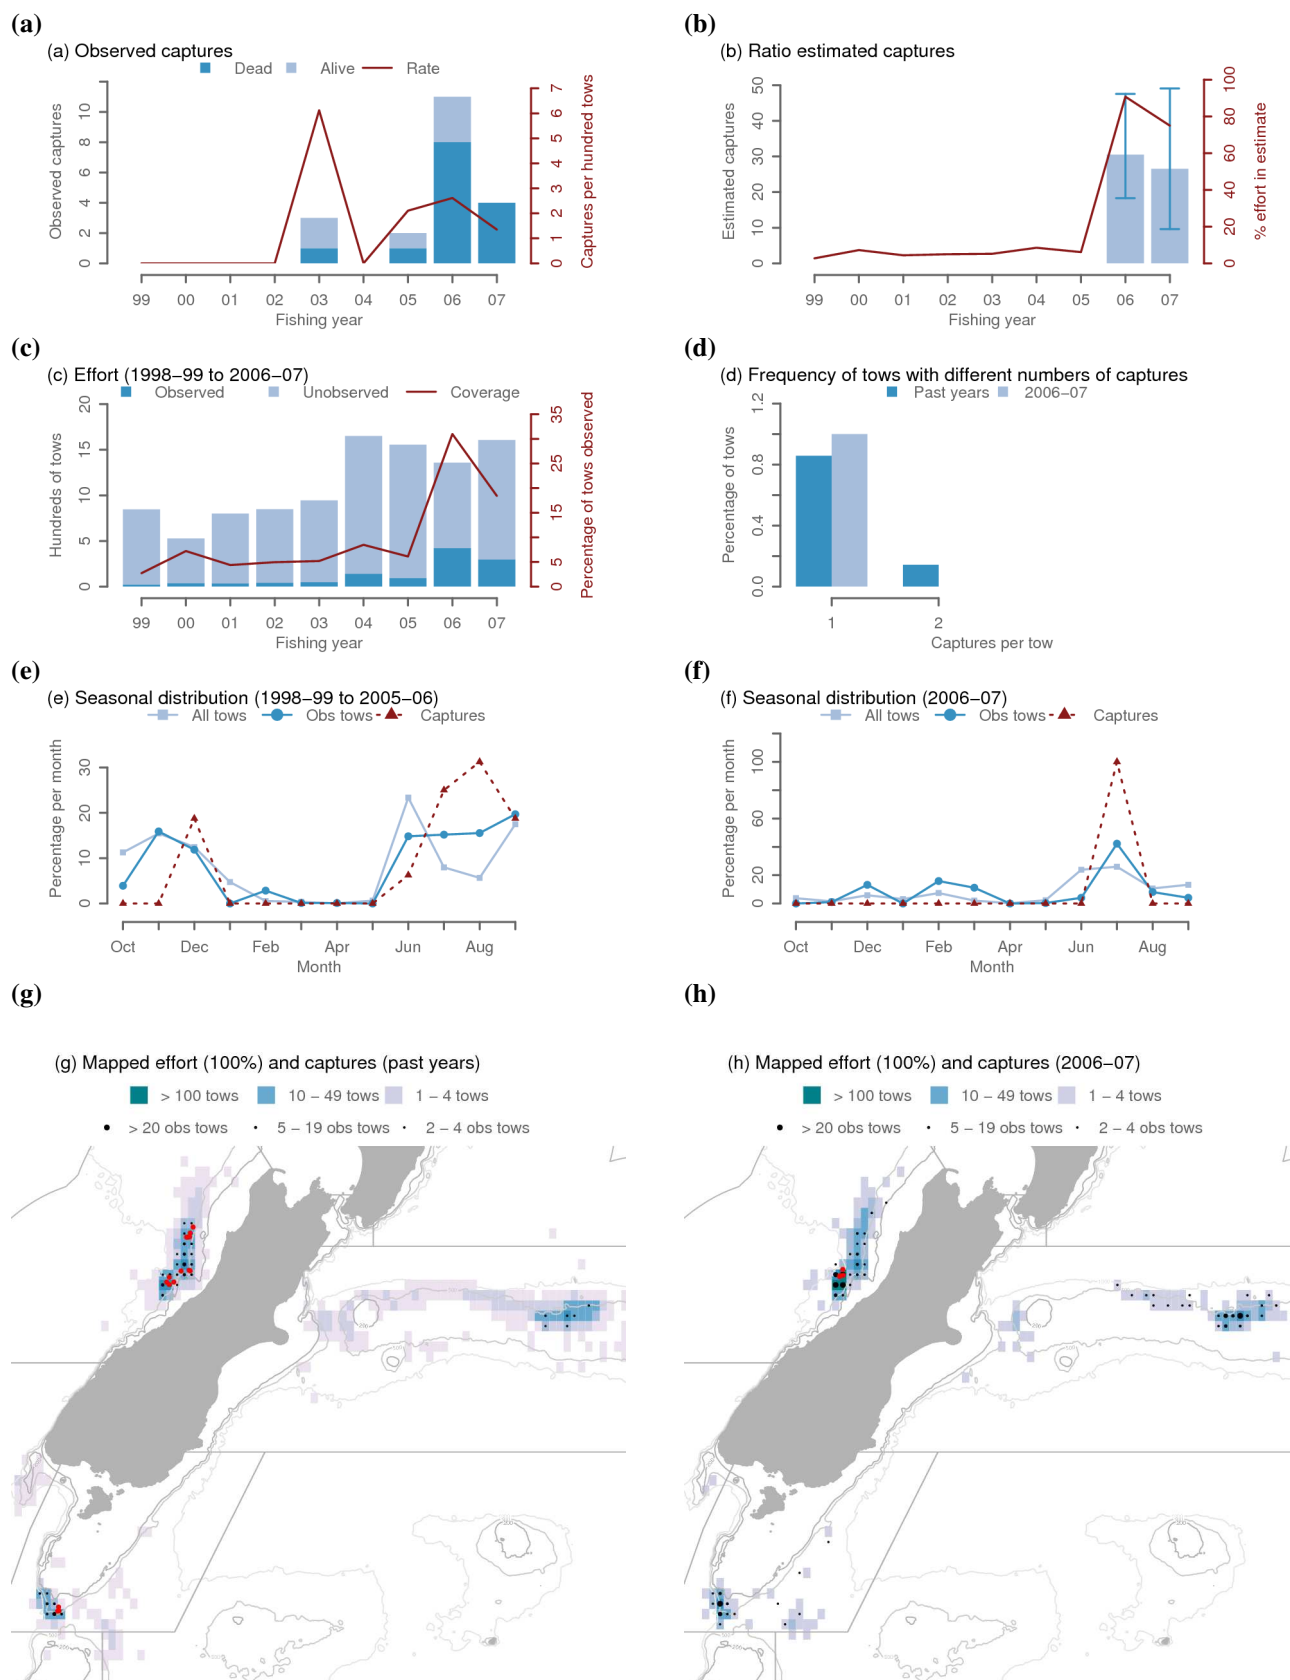 (a)
(a) Observed captures
Dead Alive Rate
Observed captures
0 2 4 6 8 10
0 1 2 3 4 5 6 7
Captures per hundred tows
99 00 01 02 03 04 05 06 07
Fishing year
(b)
(b) Ratio estimated captures
Estimated captures
0 10 20 30 40 50
0 20 40 60 80 100
% effort in estimate
99 00 01 02 03 04 05 06 07
Fishing year
(c)
(c) Effort (1998–99 to 2006–07)
Observed Unobserved Coverage
Hundreds of tows
0 5 10 15 20
0 5 15 25 35
Percentage of tows observed
99 00 01 02 03 04 05 06 07
Fishing year
(d)
(d) Frequency of tows with different numbers of captures
Past years 2006–07
Percentage of tows
0.0 0.4 0.8 1.2
1 2
Captures per tow
(e)
(e) Seasonal distribution (1998–99 to 2005–06)
All tows Obs tows Captures
Percentage per month
0 10 20 30
Oct Dec Feb Apr Jun Aug
Month
(f)
(f) Seasonal distribution (2006–07)
All tows Obs tows Captures
Percentage per month
0 20 60 100
Oct Dec Feb Apr Jun Aug
Month
(g)
(g) Mapped effort (100%) and captures (past years)
> 100 tows 10 – 49 tows 1 – 4 tows
> 20 obs tows 5 – 19 obs tows 2 – 4 obs tows
(h)
(h) Mapped effort (100%) and captures (2006–07)
> 100 tows 10 – 49 tows 1 – 4 tows
> 20 obs tows 5 – 19 obs tows 2 – 4 obs tows